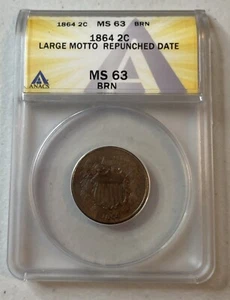 1864 2C MS 63 BRN
1864 2C
LARGE MOTTO REPUNCHED DATE
MS 63
BRN
ANACS